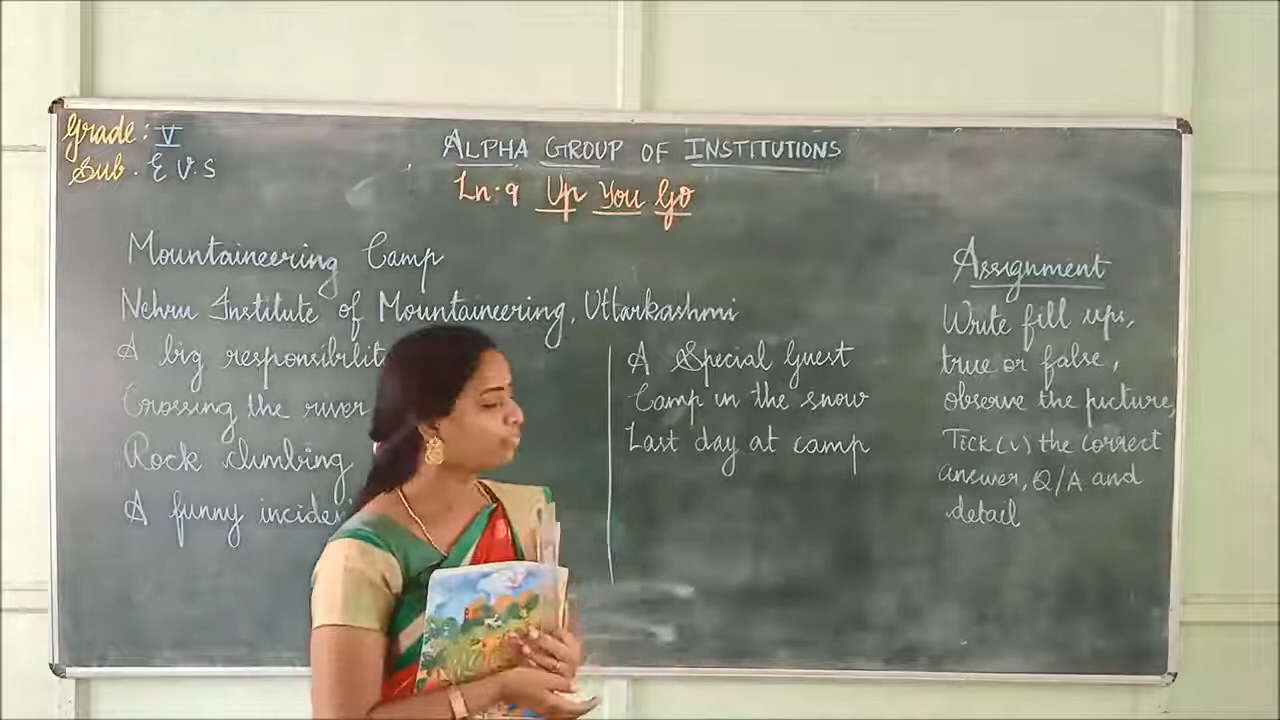 Grade: V
Sub. E V S
ALPHA GROUP OF INSTITUTIONS
Ln. 9 Up You Go
Mountaineering Camp
Nehru Institute of Mountaineering, Uttarkashmi
A big responsibilit
Crossing the river
Rock climbing
A funny inciden
A Special Guest
Camp in the snow
Last day at camp
Assignment
Write fill ups,
true or false,
observe the picture,
Tick(✓) the correct
answer, Q/A and
detail